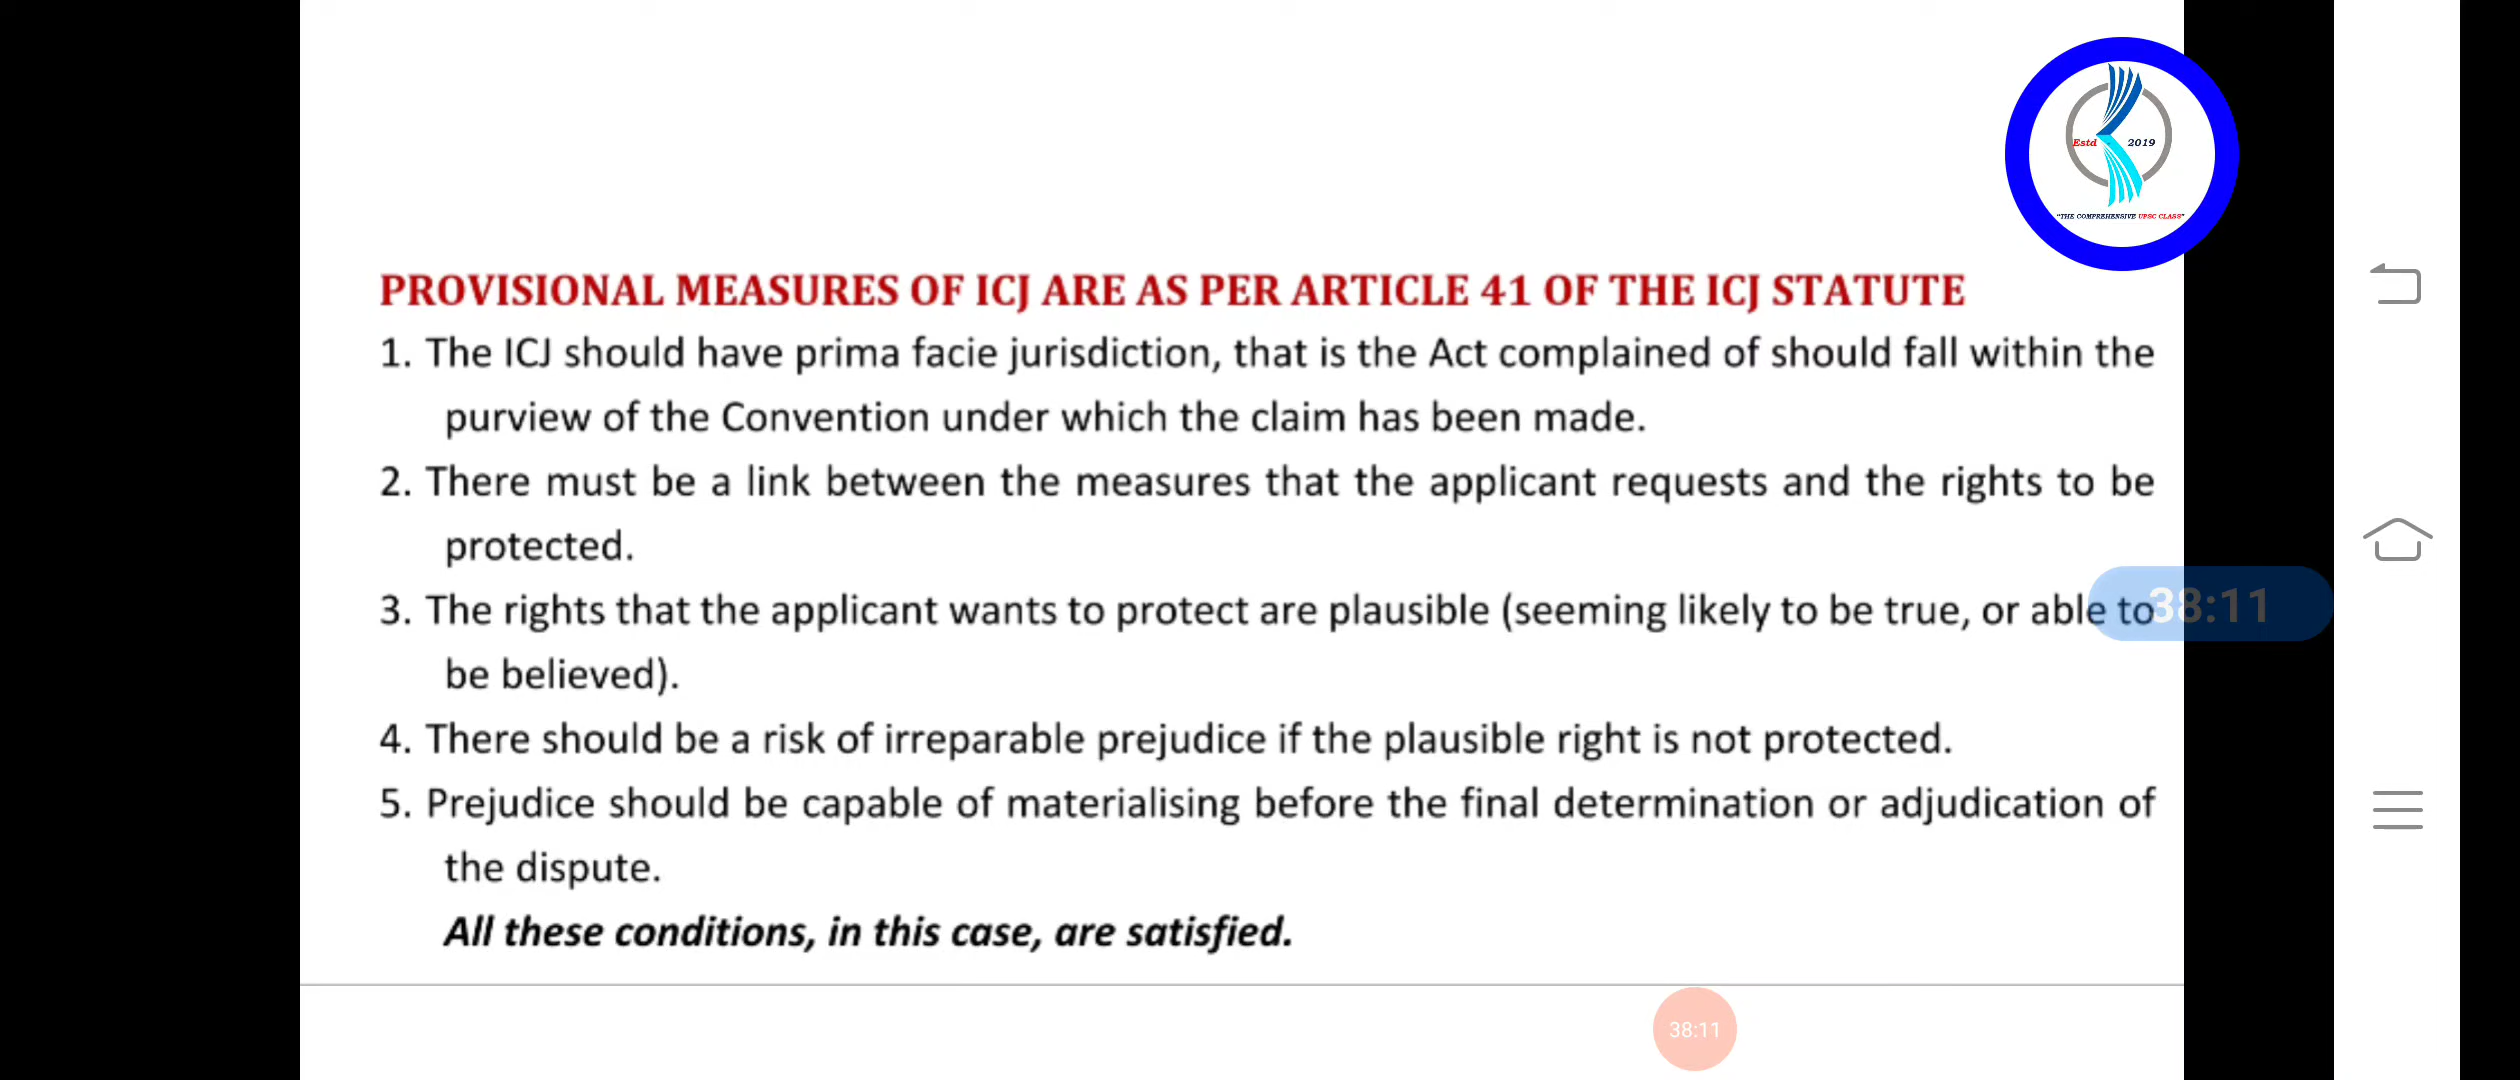 Estd 2019
"THE COMPREHENSIVE UPSC CLASS"
PROVISIONAL MEASURES OF ICJ ARE AS PER ARTICLE 41 OF THE ICJ STATUTE
1. The ICJ should have prima facie jurisdiction, that is the Act complained of should fall within the
purview of the Convention under which the claim has been made.
2. There must be a link between the measures that the applicant requests and the rights to be
protected.
3. The rights that the applicant wants to protect are plausible (seeming likely to be true, or able to
38:11
be believed).
4. There should be a risk of irreparable prejudice if the plausible right is not protected.
5. Prejudice should be capable of materialising before the final determination or adjudication of
the dispute.
All these conditions, in this case, are satisfied.
38:11